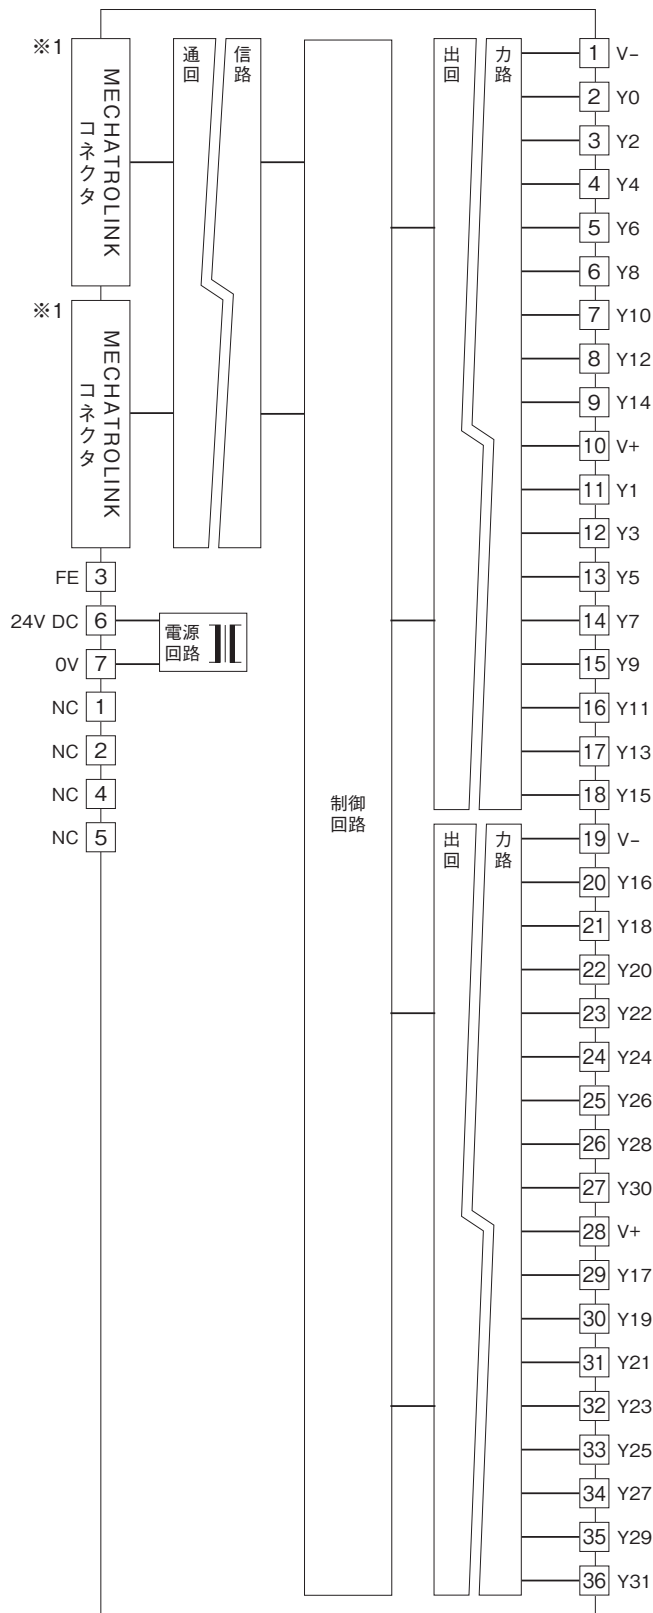 ※1
MECHATROLINK
コネクタ
※1
MECHATROLINK
コネクタ
FE 3
24V DC 6
0V 7
NC 1
NC 2
NC 4
NC 5
通信
回路
電源
回路
制御
回路
出力
回路
出力
回路
1 V−
2 Y0
3 Y2
4 Y4
5 Y6
6 Y8
7 Y10
8 Y12
9 Y14
10 V+
11 Y1
12 Y3
13 Y5
14 Y7
15 Y9
16 Y11
17 Y13
18 Y15
19 V−
20 Y16
21 Y18
22 Y20
23 Y22
24 Y24
25 Y26
26 Y28
27 Y30
28 V+
29 Y17
30 Y19
31 Y21
32 Y23
33 Y25
34 Y27
35 Y29
36 Y31